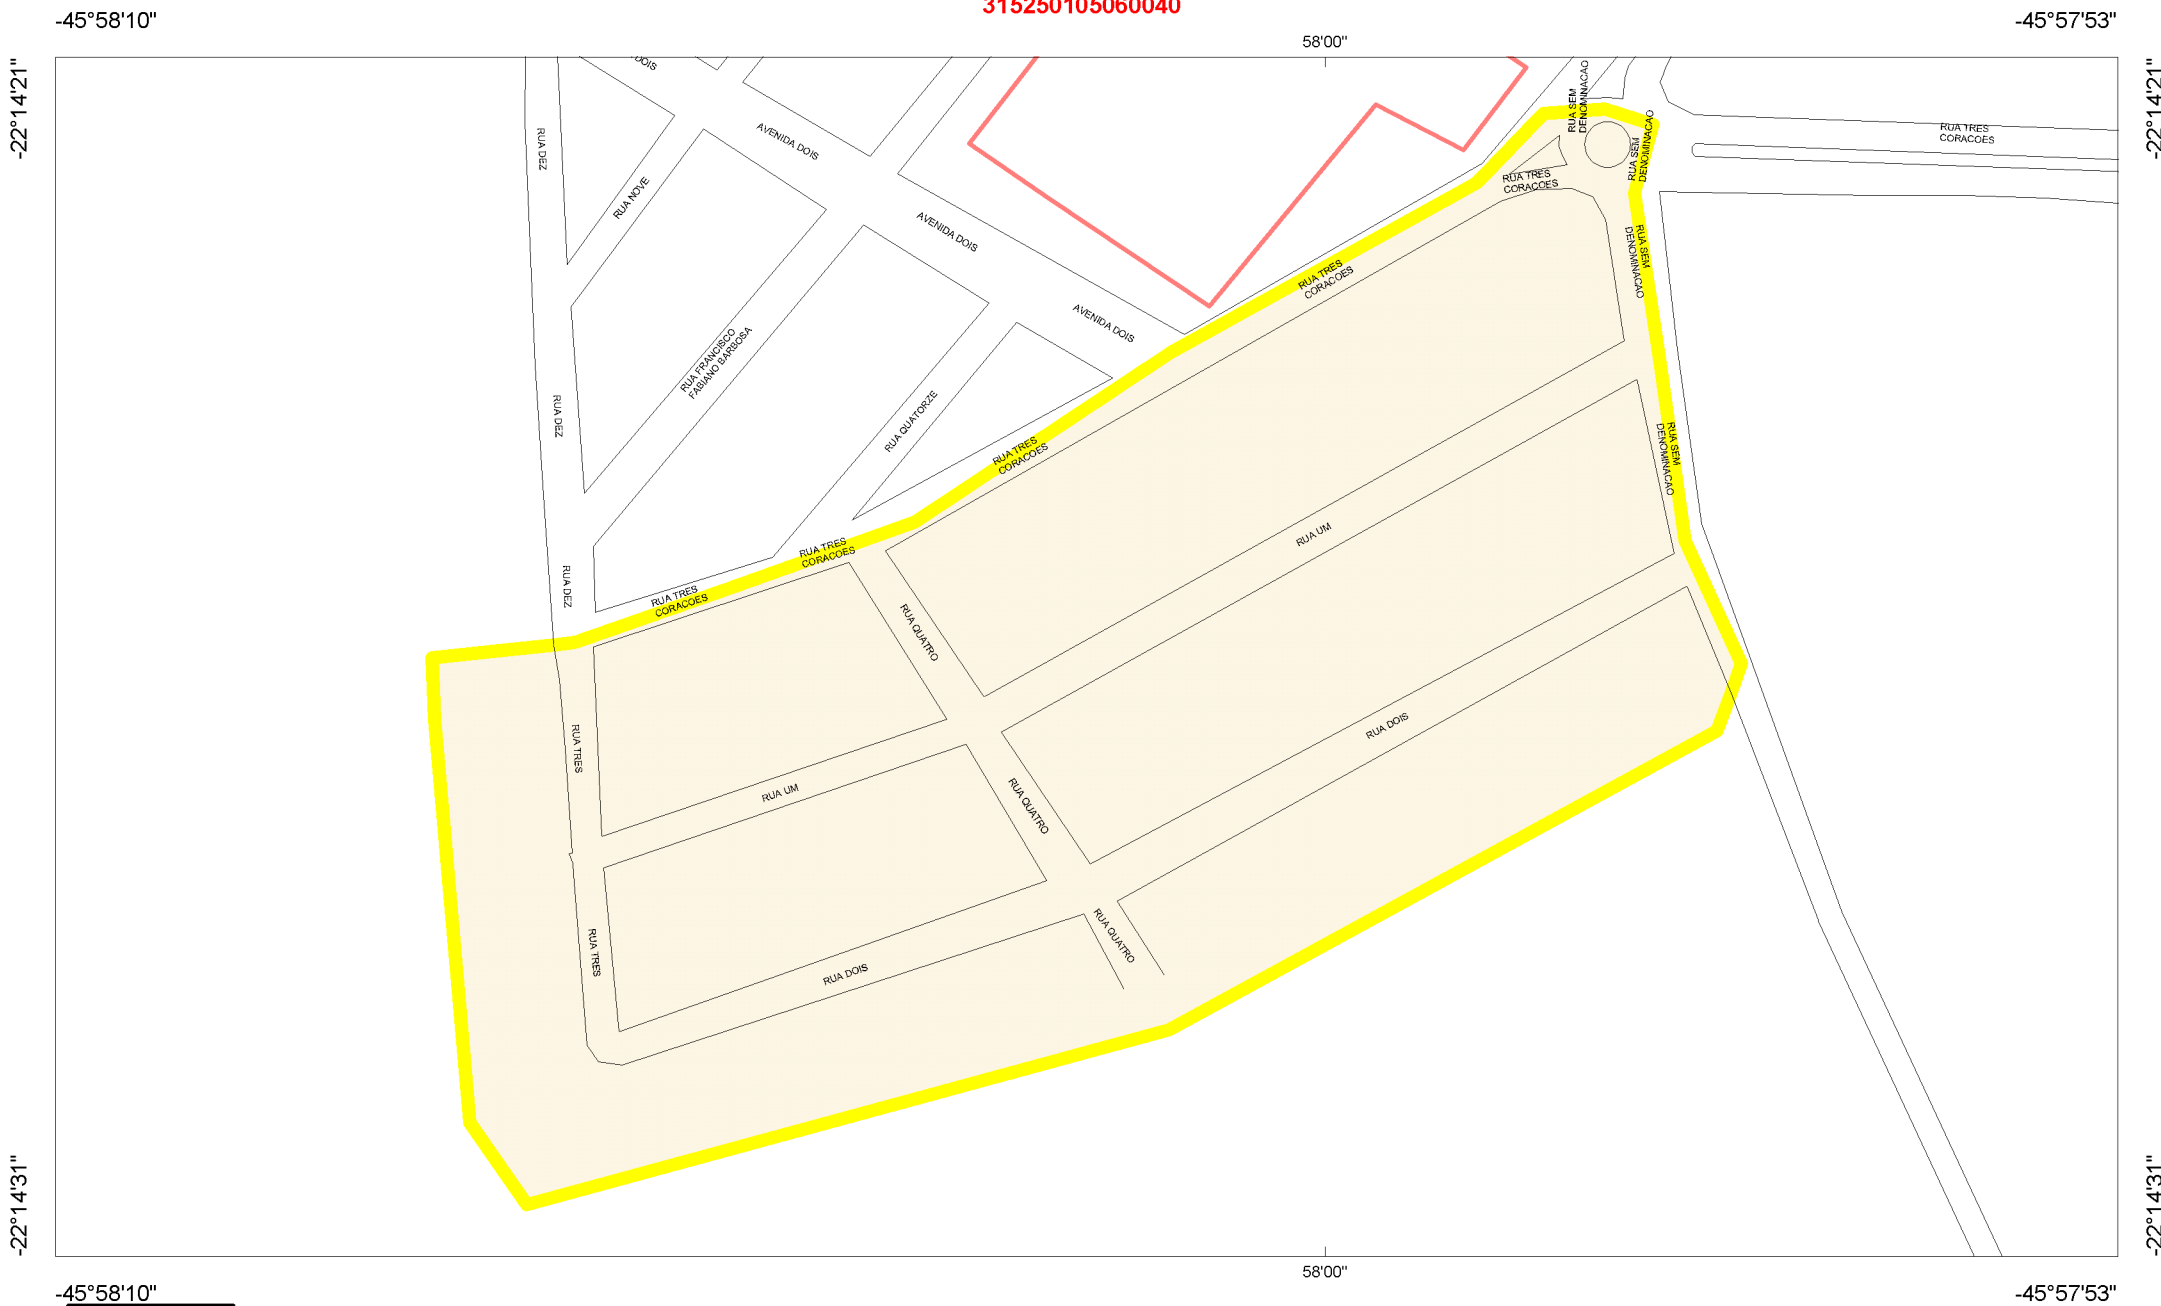 315250105060040
-45°58'10"
-45°57'53"
58'00"
-22°14'21"
-22°14'21"
DOIS
RUA SEM
DENOMINACAO
RUA DEZ
AVENIDA DOIS
RUA SEM
DENOMINACAO
RUA TRES
CORACOES
RUA NOVE
RUA TRES
CORACOES
AVENIDA DOIS
RUA SEM
DENOMINACAO
RUA TRES
CORACOES
AVENIDA DOIS
RUA FRANCISCO
FABIANO BARBOSA
RUA DEZ
RUA QUATORZE
RUA TRES
CORACOES
RUA SEM
DENOMINACAO
RUA UM
RUA TRES
CORACOES
RUA DEZ
RUA TRES
CORACOES
RUA QUATRO
RUA DOIS
RUA TRES
RUA UM
RUA QUATRO
RUA QUATRO
RUA TRES
RUA DOIS
-22°14'31"
-22°14'31"
58'00"
-45°58'10"
-45°57'53"